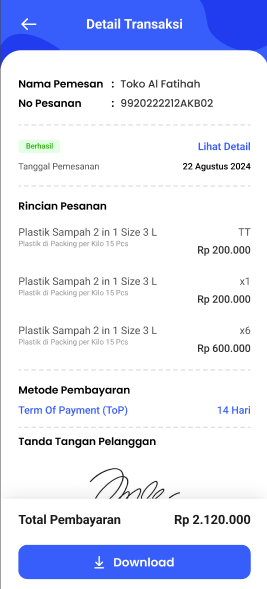 Detail Transaksi
Nama Pemesan : Toko Al Fatihah
No Pesanan : 9920222212AKB02
Berhasil Lihat Detail
Tanggal Pemesanan 22 Agustus 2024
Rincian Pesanan
Plastik Sampah 2 in 1 Size 3 L TT
Plastik di Packing per Kilo 15 Pcs
Rp 200.000
Plastik Sampah 2 in 1 Size 3 L x1
Plastik di Packing per Kilo 15 Pcs
Rp 200.000
Plastik Sampah 2 in 1 Size 3 L x6
Plastik di Packing per Kilo 15 Pcs
Rp 600.000
Metode Pembayaran
Term Of Payment (ToP) 14 Hari
Tanda Tangan Pelanggan
Total Pembayaran Rp 2.120.000
Download